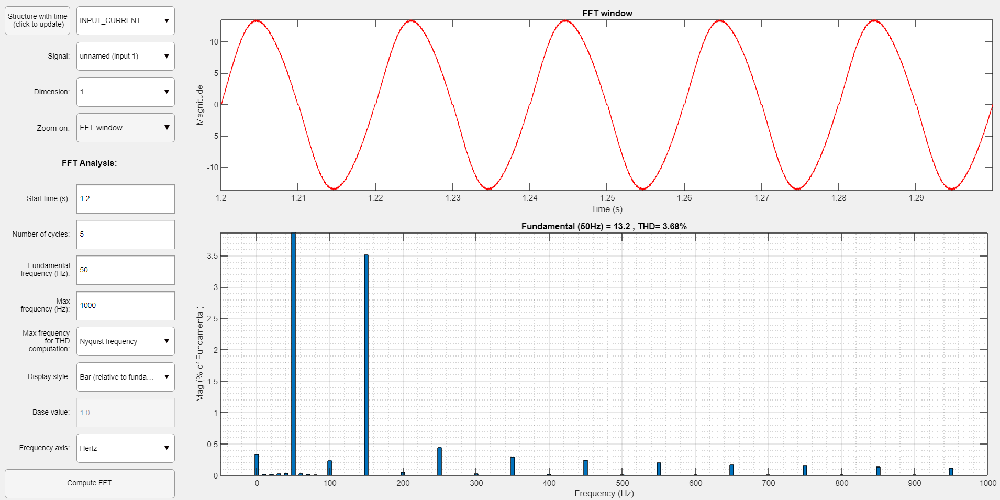 Structure with time
(click to update)
INPUT_CURRENT
Signal:
unnamed (input 1)
Dimension:
1
Zoom on:
FFT window
FFT Analysis:
Start time (s):
1.2
Number of cycles:
5
Fundamental
frequency (Hz):
50
Max
frequency (Hz):
1000
Max frequency
for THD
computation:
Nyquist frequency
Display style:
Bar (relative to funda...
Base value:
1.0
Frequency axis:
Hertz
Compute FFT
FFT window
10
5
0
-5
-10
Magnitude
1.2 1.21 1.22 1.23 1.24 1.25 1.26 1.27 1.28 1.29
Time (s)
Fundamental (50Hz) = 13.2 , THD= 3.68%
3.5
3
2.5
2
1.5
1
0.5
0
Mag (% of Fundamental)
0 100 200 300 400 500 600 700 800 900 1000
Frequency (Hz)